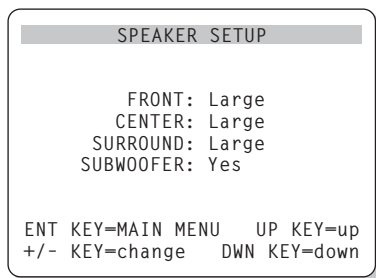 SPEAKER SETUP
FRONT: Large
CENTER: Large
SURROUND: Large
SUBWOOFER: Yes
ENT KEY=MAIN MENU UP KEY=up
+/- KEY=change DWN KEY=down